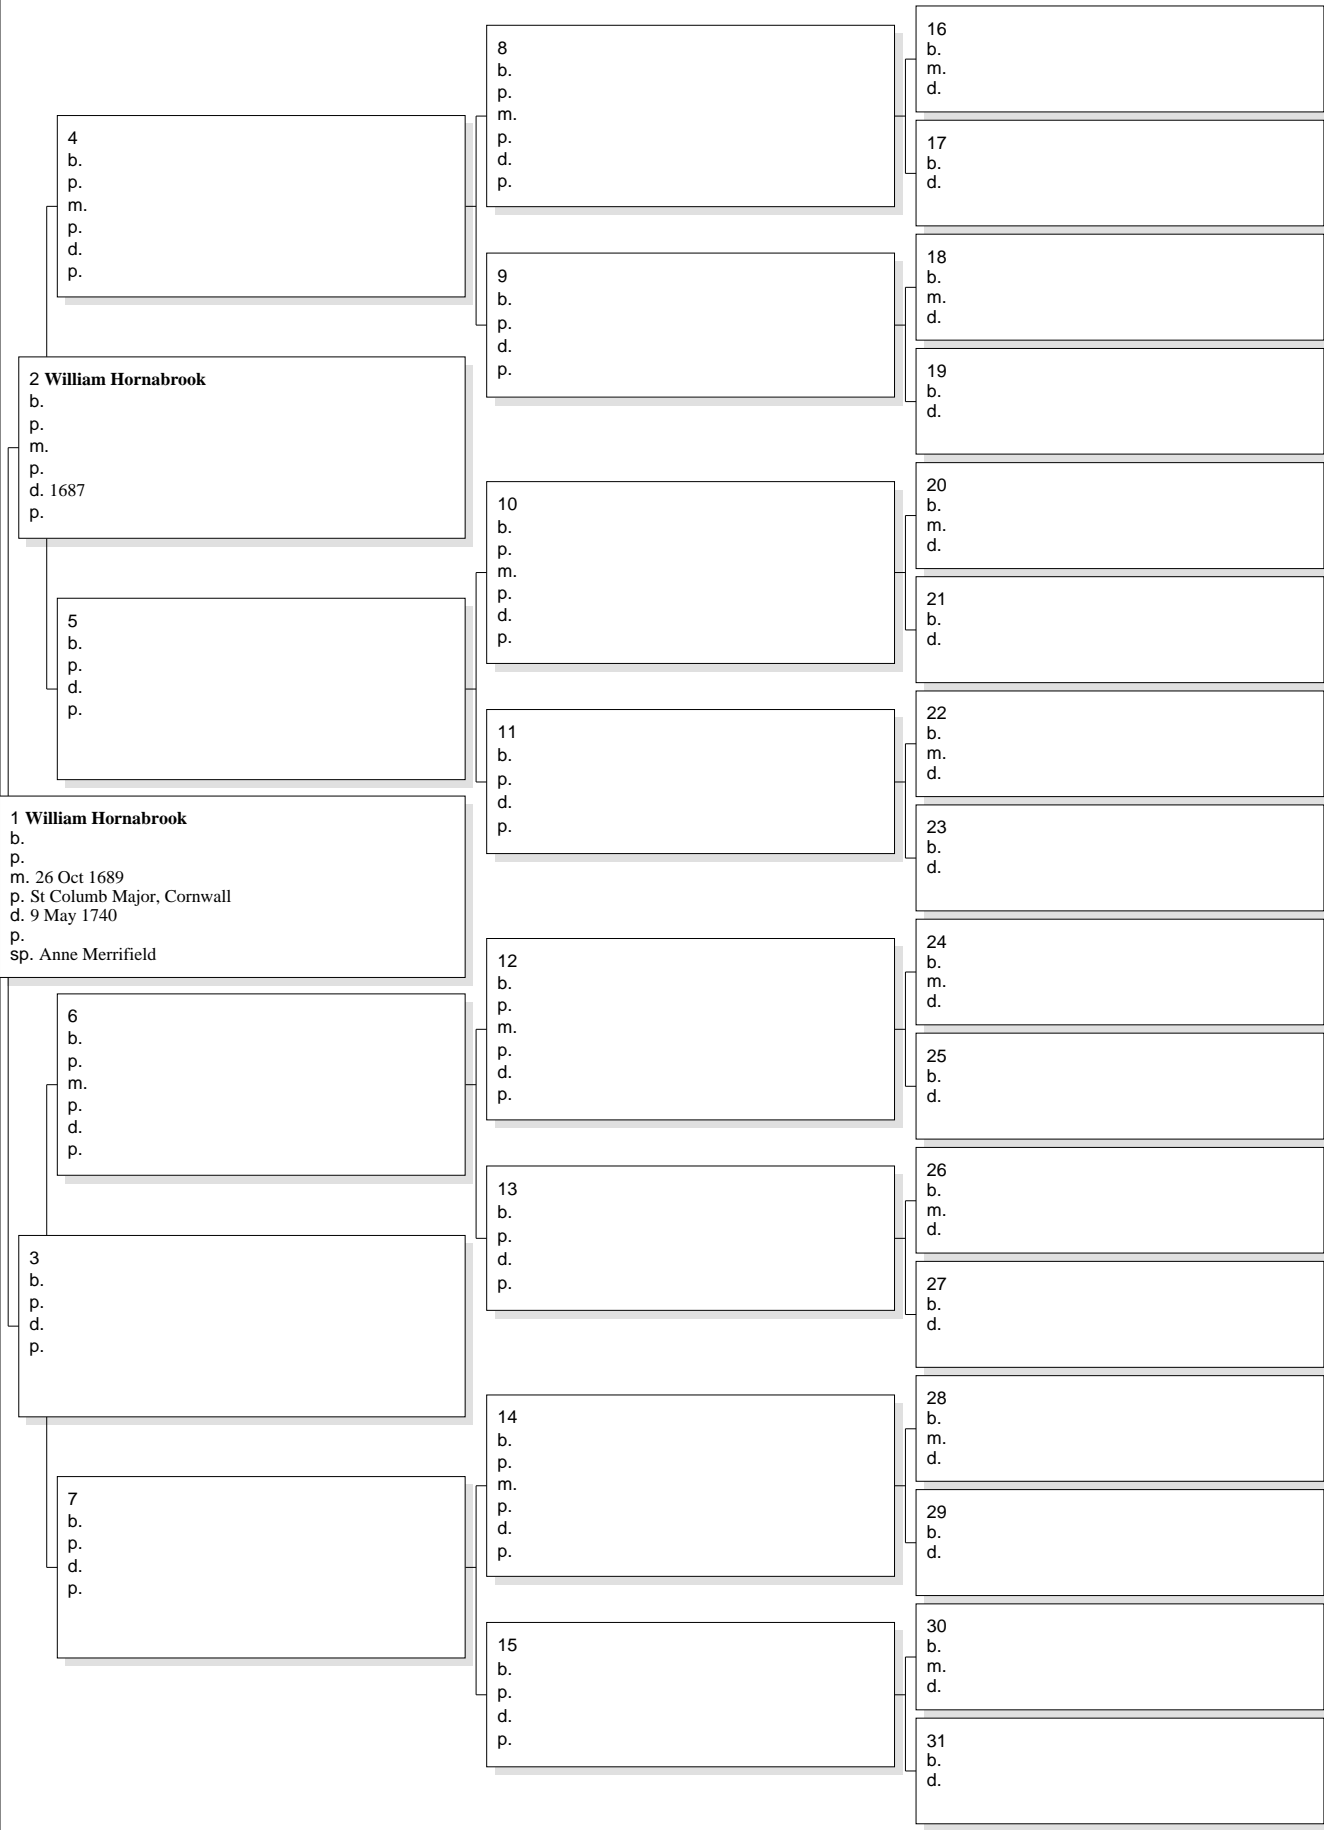 1 William Hornabrook
b.
p.
m. 26 Oct 1689
p. St Columb Major, Cornwall
d. 9 May 1740
p.
sp. Anne Merrifield
2 William Hornabrook
b.
p.
m.
p.
d. 1687
p.
3
b.
p.
d.
p.
4
b.
p.
m.
p.
d.
p.
5
b.
p.
d.
p.
6
b.
p.
m.
p.
d.
p.
7
b.
p.
d.
p.
8
b.
p.
m.
p.
d.
p.
9
b.
p.
d.
p.
10
b.
p.
m.
p.
d.
p.
11
b.
p.
d.
p.
12
b.
p.
m.
p.
d.
p.
13
b.
p.
d.
p.
14
b.
p.
m.
p.
d.
p.
15
b.
p.
d.
p.
16
b.
m.
d.
17
b.
d.
18
b.
m.
d.
19
b.
d.
20
b.
m.
d.
21
b.
d.
22
b.
m.
d.
23
b.
d.
24
b.
m.
d.
25
b.
d.
26
b.
m.
d.
27
b.
d.
28
b.
m.
d.
29
b.
d.
30
b.
m.
d.
31
b.
d.